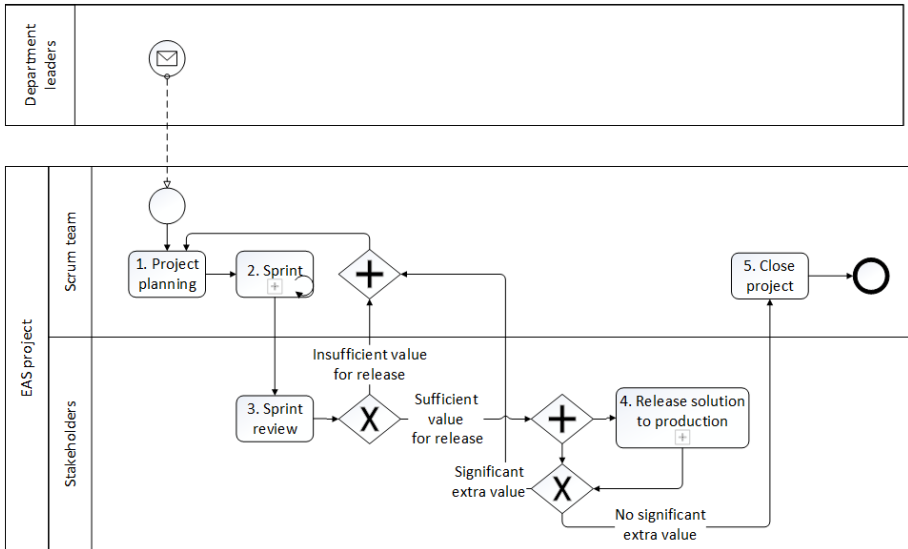 Department
leaders
EAS project
Scrum team
1. Project
planning
2. Sprint
5. Close
project
Stakeholders
Insufficient value
for release
3. Sprint
review
X
Sufficient
value
for release
4. Release solution
to production
Significant
extra value
X
No significant
extra value